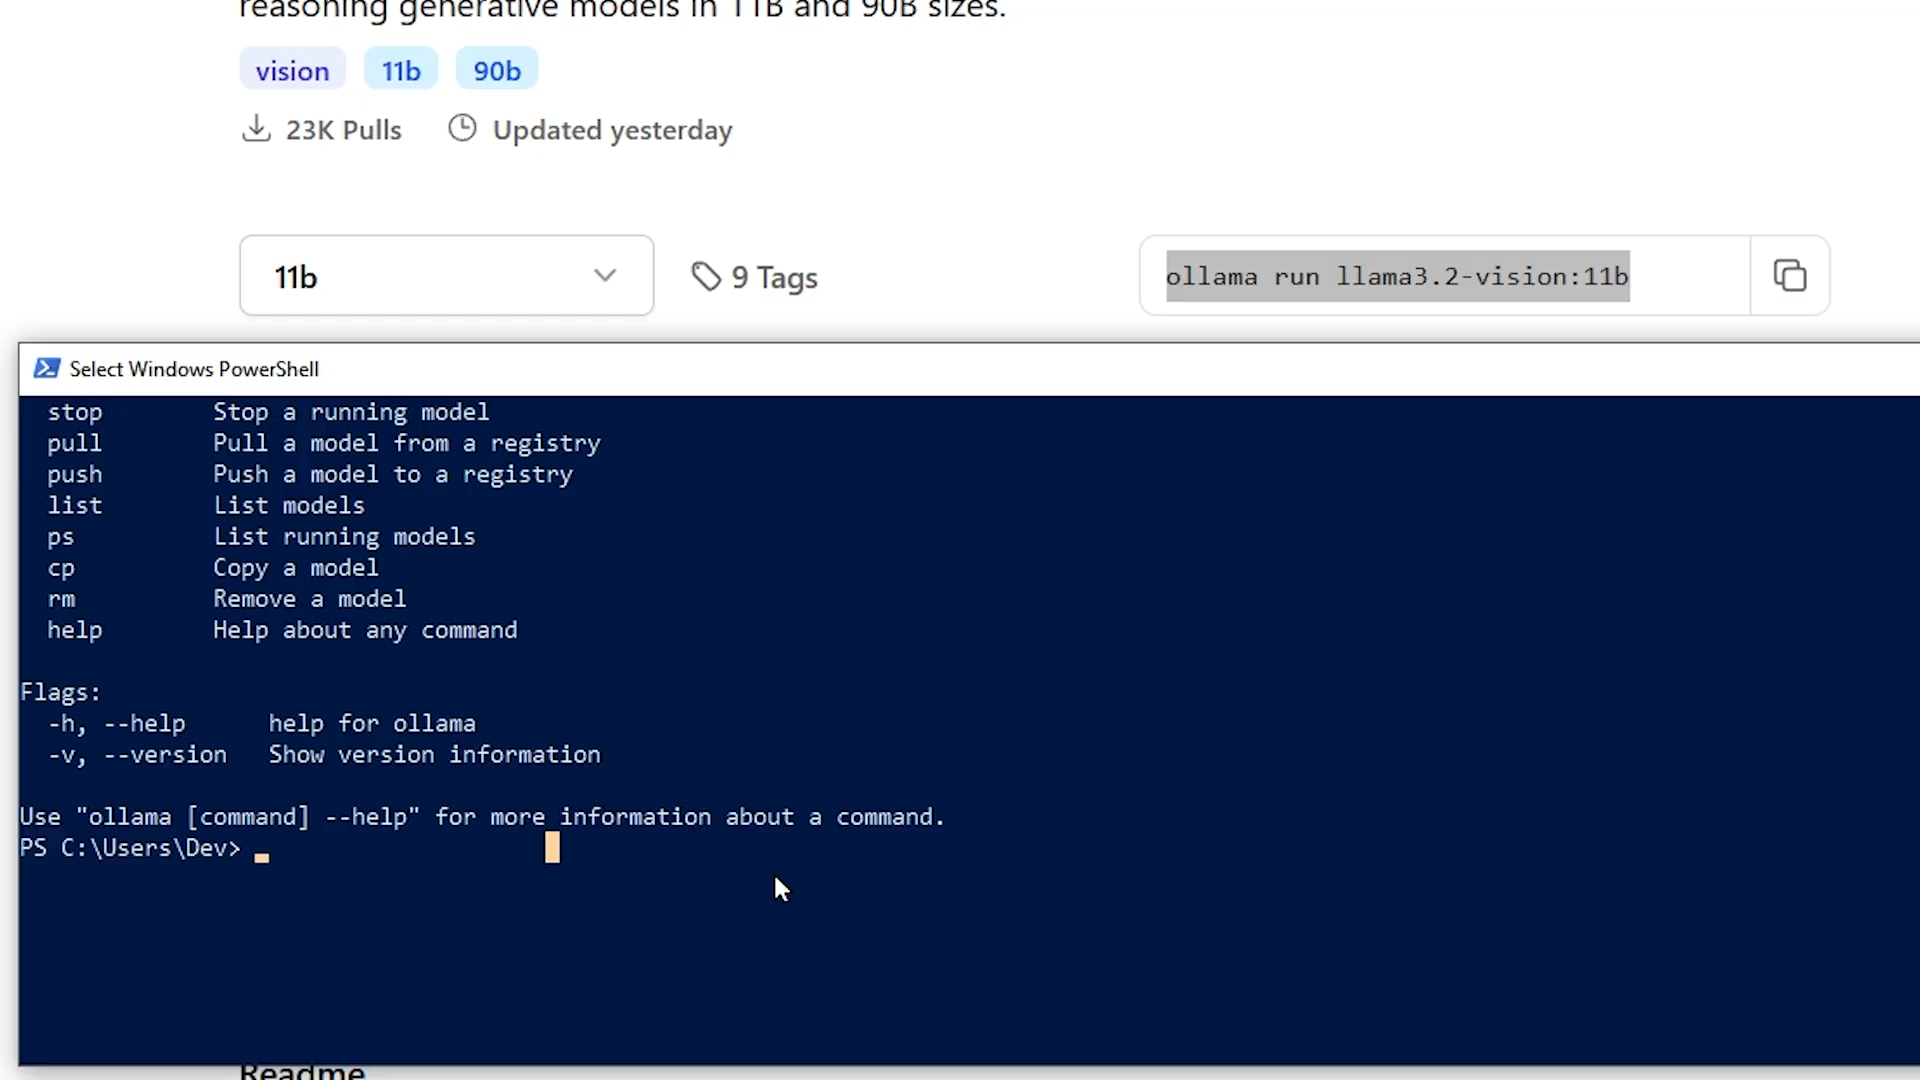 reasoning generative models in 11B and 90B sizes.
vision 11b 90b
23K Pulls Updated yesterday
11b 9 Tags ollama run llama3.2-vision:11b
Select Windows PowerShell
stop Stop a running model
pull Pull a model from a registry
push Push a model to a registry
list List models
ps List running models
cp Copy a model
rm Remove a model
help Help about any command
Flags:
-h, --help help for ollama
-v, --version Show version information
Use "ollama [command] --help" for more information about a command.
PS C:\Users\Dev>
Readme